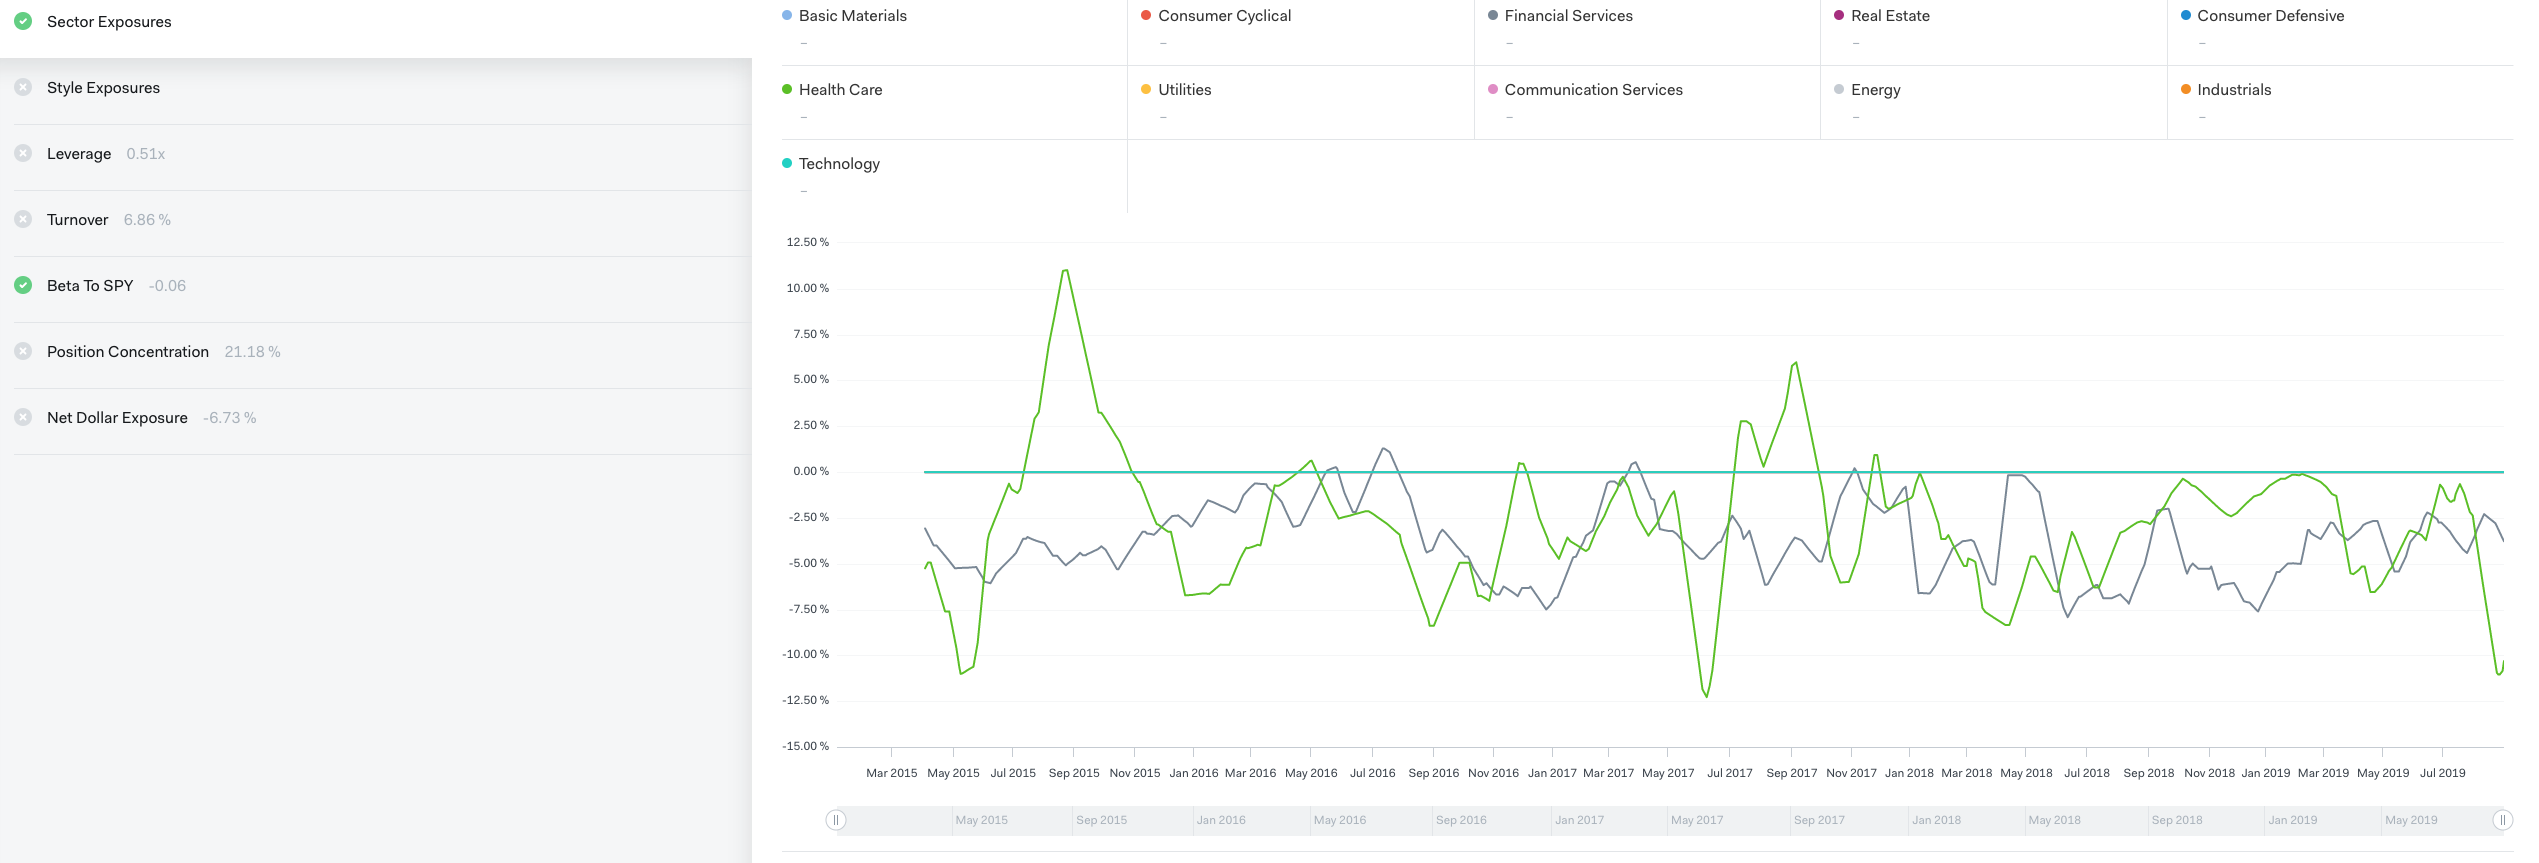 Sector Exposures
Style Exposures
Leverage 0.51x
Turnover 6.86 %
Beta To SPY -0.06
Position Concentration 21.18 %
Net Dollar Exposure -6.73 %
Basic Materials Consumer Cyclical Financial Services Real Estate Consumer Defensive
– – – – –
Health Care Utilities Communication Services Energy Industrials
– – – – –
Technology
–
12.50 %
10.00 %
7.50 %
5.00 %
2.50 %
0.00 %
-2.50 %
-5.00 %
-7.50 %
-10.00 %
-12.50 %
-15.00 %
Mar 2015 May 2015 Jul 2015 Sep 2015 Nov 2015 Jan 2016 Mar 2016 May 2016 Jul 2016 Sep 2016 Nov 2016 Jan 2017 Mar 2017 May 2017 Jul 2017 Sep 2017 Nov 2017 Jan 2018 Mar 2018 May 2018 Jul 2018 Sep 2018 Nov 2018 Jan 2019 Mar 2019 May 2019 Jul 2019
May 2015 Sep 2015 Jan 2016 May 2016 Sep 2016 Jan 2017 May 2017 Sep 2017 Jan 2018 May 2018 Sep 2018 Jan 2019 May 2019